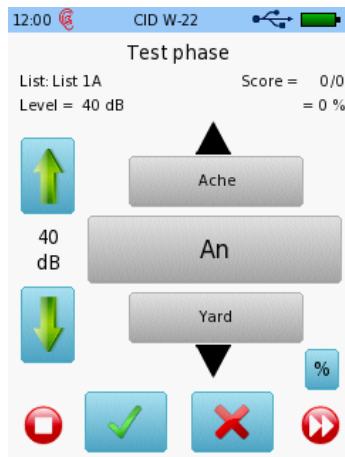 12:00 CID W-22
Test phase
List: List 1A Score = 0/0
Level = 40 dB = 0 %
Ache
40
dB
An
Yard
%